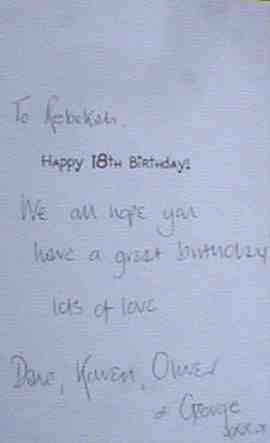 To Rebekah.
HAPPY 18TH BIRTHDAY!
We all hope you
have a great birthday
lots of love
Dave, Karen, Oliver
+ George
xxxx